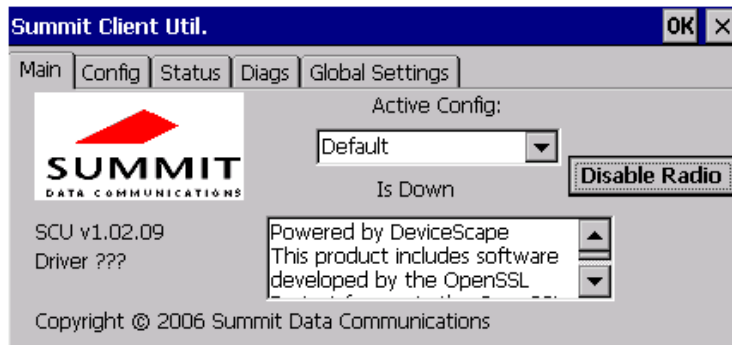 Summit Client Util.
OK ×
Main Config Status Diags Global Settings
Active Config:
Default
SUMMIT
DATA COMMUNICATIONS
Is Down
Disable Radio
SCU v1.02.09
Driver ???
Powered by DeviceScape
This product includes software
developed by the OpenSSL
Copyright © 2006 Summit Data Communications